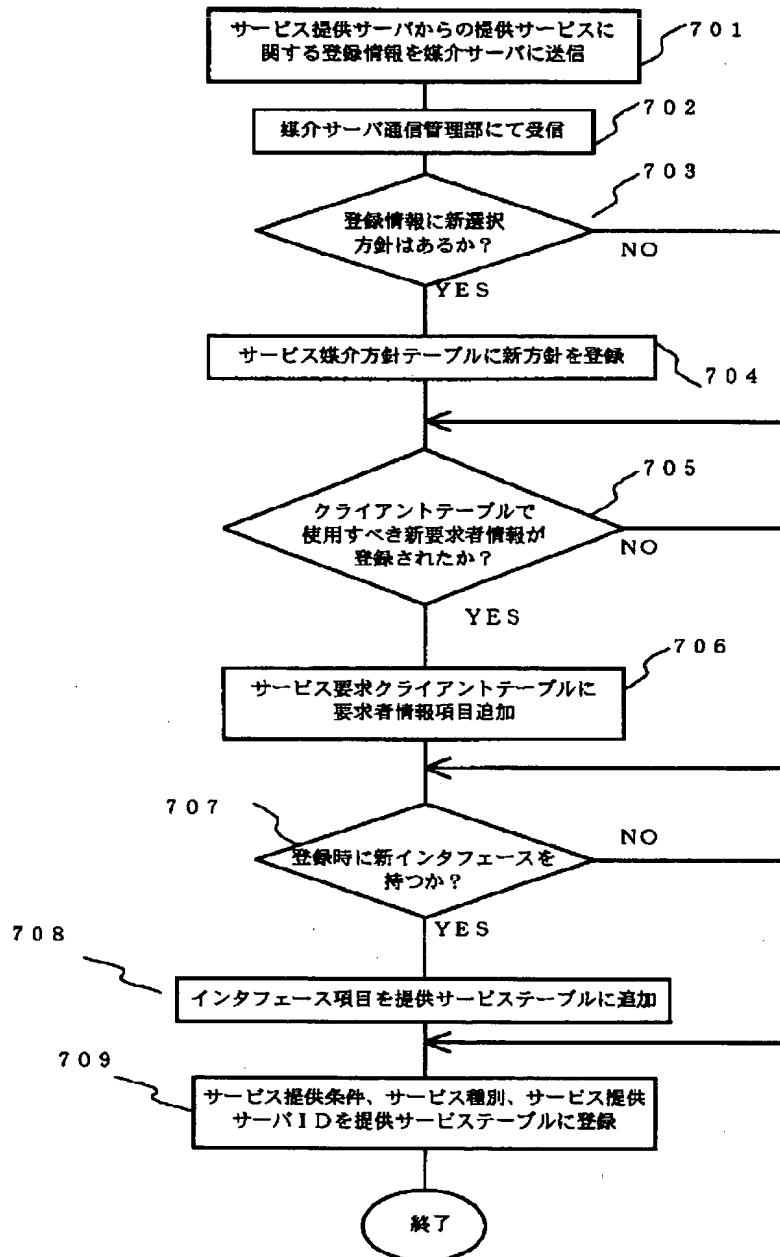 サービス提供サーバからの提供サービスに
関する登録情報を媒介サーバに送信
701
媒介サーバ通信管理部にて受信
702
703
登録情報に新選択
方針はあるか?
NO
YES
サービス媒介方針テーブルに新方針を登録
704
705
クライアントテーブルで
使用すべき新要求者情報が
登録されたか?
NO
YES
706
サービス要求クライアントテーブルに
要求者情報項目追加
707
登録時に新インタフェースを
持つか?
NO
YES
708
インタフェース項目を提供サービステーブルに追加
709
サービス提供条件、サービス種別、サービス提供
サーバIDを提供サービステーブルに登録
終了